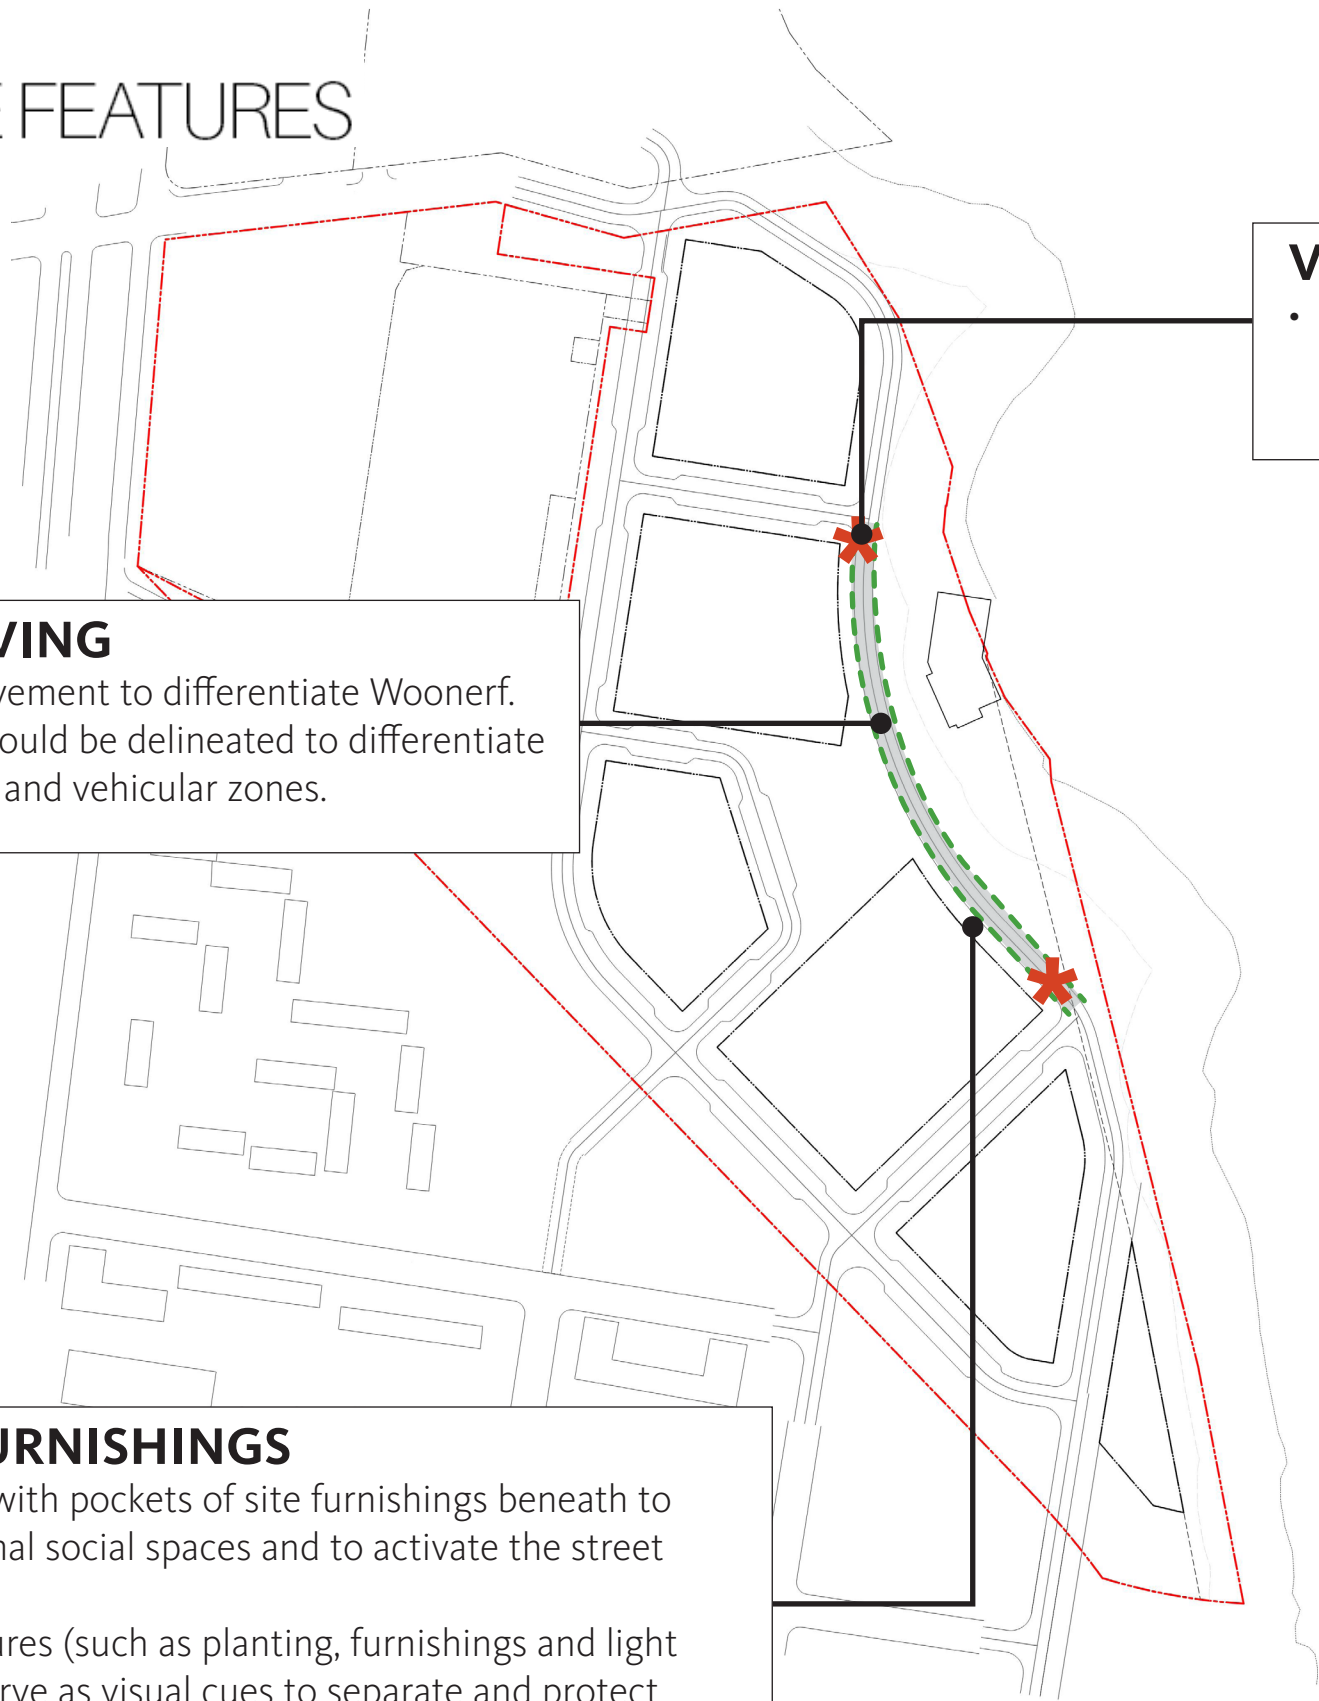 E FEATURES
V
•
VING
vement to differentiate Woonerf.
ould be delineated to differentiate
and vehicular zones.
URNISHINGS
with pockets of site furnishings beneath to
nal social spaces and to activate the street
ures (such as planting, furnishings and light
rve as visual cues to separate and protect